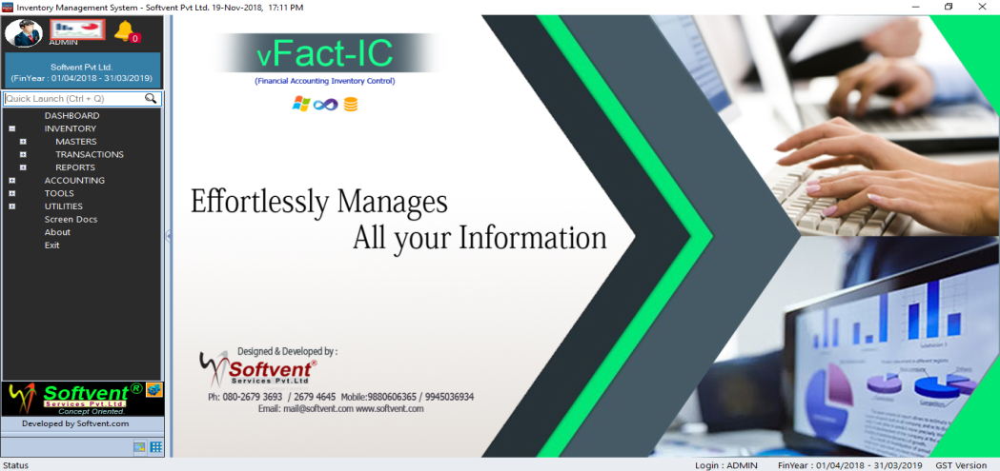 Inventory Management System - Softvent Pvt Ltd. 19-Nov-2018, 17:11 PM
ADMIN
0
Softvent Pvt Ltd.
(FinYear : 01/04/2018 - 31/03/2019)
Quick Launch (Ctrl + Q)
DASHBOARD
INVENTORY
MASTERS
TRANSACTIONS
REPORTS
ACCOUNTING
TOOLS
UTILITIES
Screen Docs
About
Exit
Softvent®
Services Pvt.Ltd
Concept Oriented.
Developed by Softvent.com
vFact-IC
(Financial Accounting Inventory Control)
Effortlessly Manages
All your Information
Designed & Developed by :
Softvent®
Services Pvt.Ltd
Ph: 080-2679 3693 / 2679 4645 Mobile:9880606365 / 9945036934
Email: mail@softvent.com www.softvent.com
Status
Login : ADMIN
FinYear : 01/04/2018 - 31/03/2019
GST Version